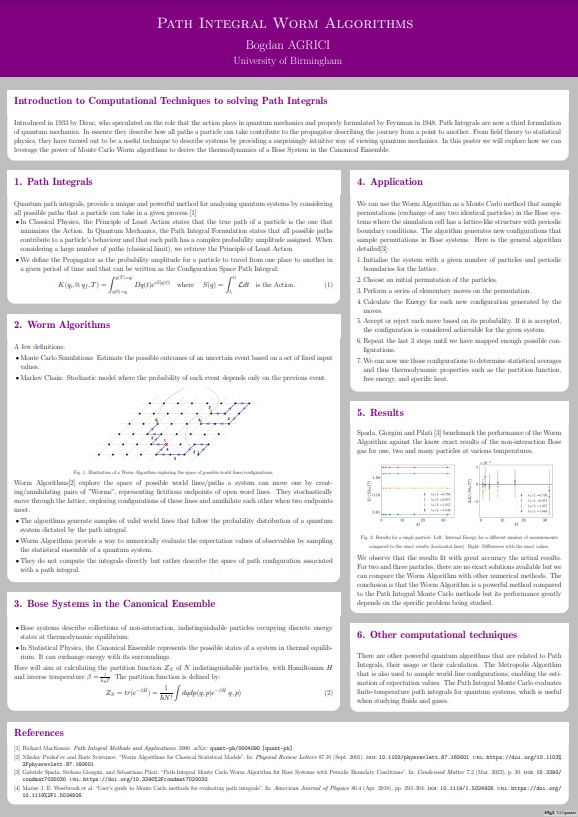 Path Integral Worm Algorithms
Bogdan AGRICI
University of Birmingham
Introduction to Computational Techniques to solving Path Integrals
Introduced in 1933 by Dirac, who speculated on the role that the action plays in quantum mechanics and properly formulated by Feynman in 1948, Path Integrals are now a third formulation
of quantum mechanics. In essence they describe how all paths a particle can take contribute to the propagator describing the journey from a point to another. From field theory to statistical
physics, they have turned out to be a useful technique to describe systems by providing a surprisingly intuitive way of viewing quantum mechanics. In this poster we will explore how we can
leverage the power of Monte Carlo Worm algorithms to derive the thermodynamics of a Bose System in the Canonical Ensemble.
1. Path Integrals
Quantum path integrals, provide a unique and powerful method for analysing quantum systems by considering
all possible paths that a particle can take in a given process.[1]
• In Classical Physics, the Principle of Least Action states that the true path of a particle is the one that
minimizes the Action. In Quantum Mechanics, the Path Integral Formulation states that all possible paths
contribute to a particle's behaviour and that each path has a complex probability amplitude assigned. When
considering a large number of paths (classical limit), we retrieve the Principle of Least Action.
• We define the Propagator as the probability amplitude for a particle to travel from one place to another in
a given period of time and that can be written as the Configuration Space Path Integral:
where
is the Action. (1)
2. Worm Algorithms
A few definitions:
• Monte Carlo Simulations: Estimate the possible outcomes of an uncertain event based on a set of fixed input
values.
• Markov Chain: Stochastic model where the probability of each event depends only on the previous event.
Fig. 1: Illustration of a Worm Algorithm exploring the space of possible world lines/configurations.
Worm Algorithms[2] explore the space of possible world lines/paths a system can move one by creat-
ing/annihilating pairs of "Worms", representing fictitious endpoints of open word lines. They stochastically
move through the lattice, exploring configurations of these lines and annihilate each other when two endpoints
meet.
• The algorithm generate samples of valid world lines that follow the probability distribution of a quantum
system dictated by the path integral.
• Worm Algorithms provide a way to numerically evaluate the expectation values of observables by sampling
the statistical ensemble of a quantum system.
• They do not compute the integrals directly but rather describe the space of path configuration associated
with a path integral.
3. Bose Systems in the Canonical Ensemble
• Bose systems describe collections of non-interaction, indistinguishable particles occupying discrete energy
states at thermodynamic equilibrium.
• In Statistical Physics, the Canonical Ensemble represents the possible states of a system in thermal equilib-
rium. It can exchange energy with its surroundings.
Here will aim at calculating the partition function Z_N of N indistinguishable particles, with Hamiltonian H
and inverse temperature β = The partition function is defined by:
(2)
4. Application
We can use the Worm Algorithm as a Monte Carlo method that sample
permutations (exchange of any two identical particles) in the Bose sys-
tems where the simulation cell has a lattice-like structure with periodic
boundary conditions. The algorithm generates new configurations that
sample permutations in Bose systems. Here is the general algorithm
detailed[3]:
1. Initialize the system with a given number of particles and periodic
boundaries for the lattice.
2. Choose an initial permutation of the particles.
3. Perform a series of elementary moves on the permutation.
4. Calculate the Energy for each new configuration generated by the
moves.
5. Accept or reject each move based on its probability. If it is accepted,
the configuration is considered achievable for the given system.
6. Repeat the last 3 steps until we have mapped enough possible con-
figurations.
7. We can now use those configurations to determine statistical averages
and thus thermodynamic properties such as the partition function,
free energy, and specific heat.
5. Results
Spada, Giorgini and Pilati [3] benchmark the performance of the Worm
Algorithm against the know exact results of the non-interaction Bose
gas for one, two and many particles at various temperatures.
Fig. 2: Results for a single particle. Left: Internal Energy for a different number of measurements
compared to the exact results (horizontal lines). Right: Differences with the exact values.
We observe that the results fit with great accuracy the actual results.
For two and three particles, there are no exact solutions available but we
can compare the Worm Algorithm with other numerical methods. The
conclusion is that the Worm Algorithm is a powerful method compared
to the Path Integral Monte Carlo methods but its performance greatly
depends on the specific problem being studied.
6. Other computational techniques
There are other powerful quantum algorithms that are related to Path
Integrals, their usage or their calculation. The Metropolis Algorithm
that is also used to sample world line configurations, enabling the esti-
mation of expectation values. The Path Integral Monte Carlo evaluates
finite-temperature path integrals for quantum systems, which is useful
when studying fluids and gases.
References
[1] Richard MacKenzie. Path Integral Methods and Applications. 2000. arXiv: quant-ph/0004090 [quant-ph].
[2] Nikolay Prokof'ev and Boris Svistunov. "Worm Algorithms for Classical Statistical Models". In: Physical Review Letters 87.16 (Sept. 2001). DOI: 10.1103/physrevlett.87.160601. URL: https://doi.org/10.1103%
2Fphysrevlett.87.160601.
[3] Gabriele Spada, Stefano Giorgini, and Sebastiano Pilati. "Path-Integral Monte Carlo Worm Algorithm for Bose Systems with Periodic Boundary Conditions". In: Condensed Matter 7.2 (Mar. 2022), p. 30. DOI: 10.3390/
condmat7020030. URL: https://doi.org/10.3390%2Fcondmat7020030.
[4] Marise J. E. Westbroek et al. "User's guide to Monte Carlo methods for evaluating path integrals". In: American Journal of Physics 86.4 (Apr. 2018), pp. 293-304. DOI: 10.1119/1.5024926. URL: https://doi.org/
10.1119%2F1.5024926.